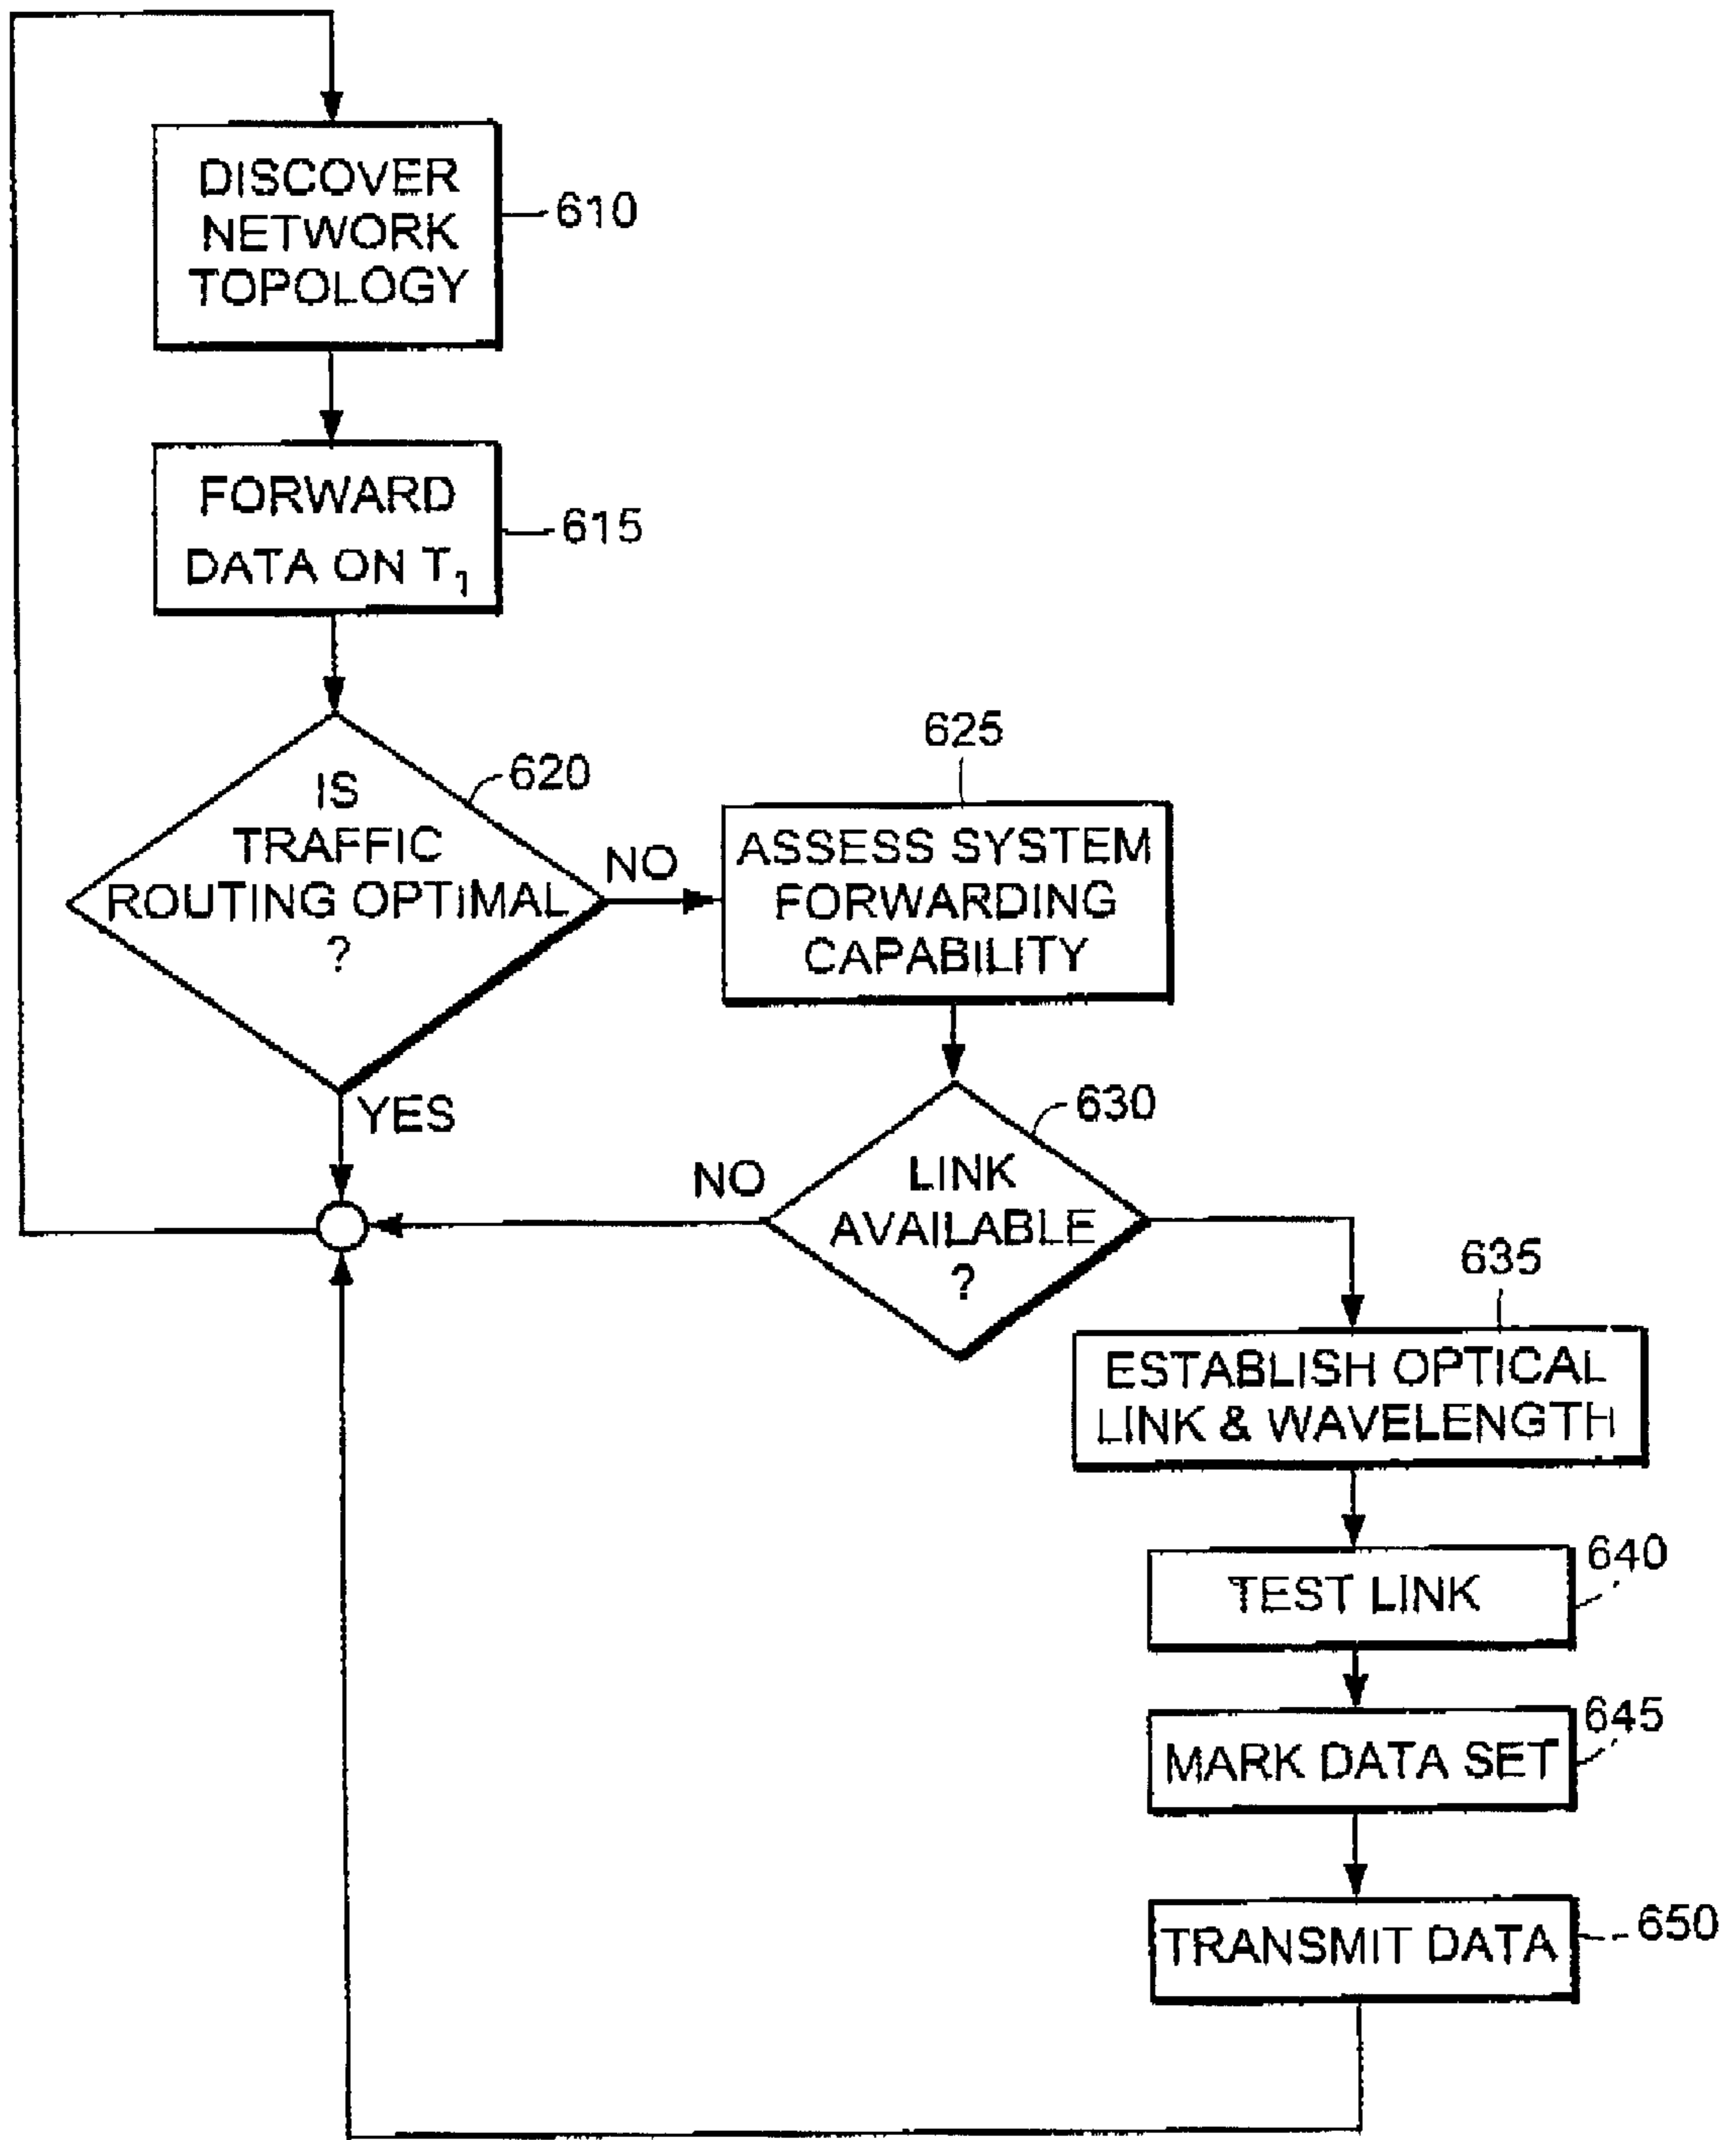 DISCOVER
NETWORK
TOPOLOGY
610
FORWARD
DATA ON T1
615
IS
TRAFFIC
ROUTING OPTIMAL
?
620
NO
YES
625
ASSESS SYSTEM
FORWARDING
CAPABILITY
630
LINK
AVAILABLE
?
NO
635
ESTABLISH OPTICAL
LINK & WAVELENGTH
640
TEST LINK
645
MARK DATA SET
650
TRANSMIT DATA